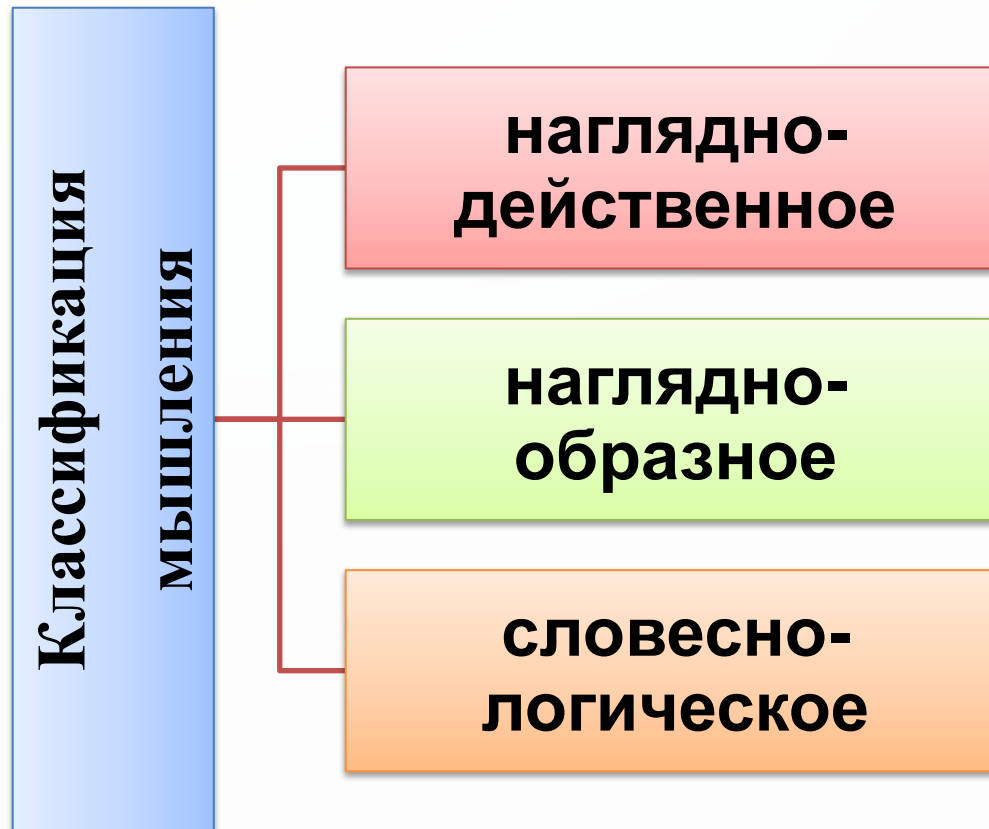 Классификация
мышления
наглядно-
действенное
наглядно-
образное
словесно-
логическое